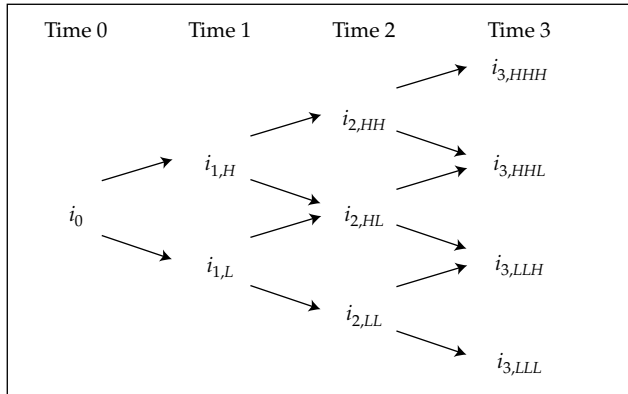 Time 0 Time 1 Time 2 Time 3
i3,HHH
i2,HH
i1,H i3,HHL
i0 i2,HL
i1,L i3,LLH
i2,LL
i3,LLL